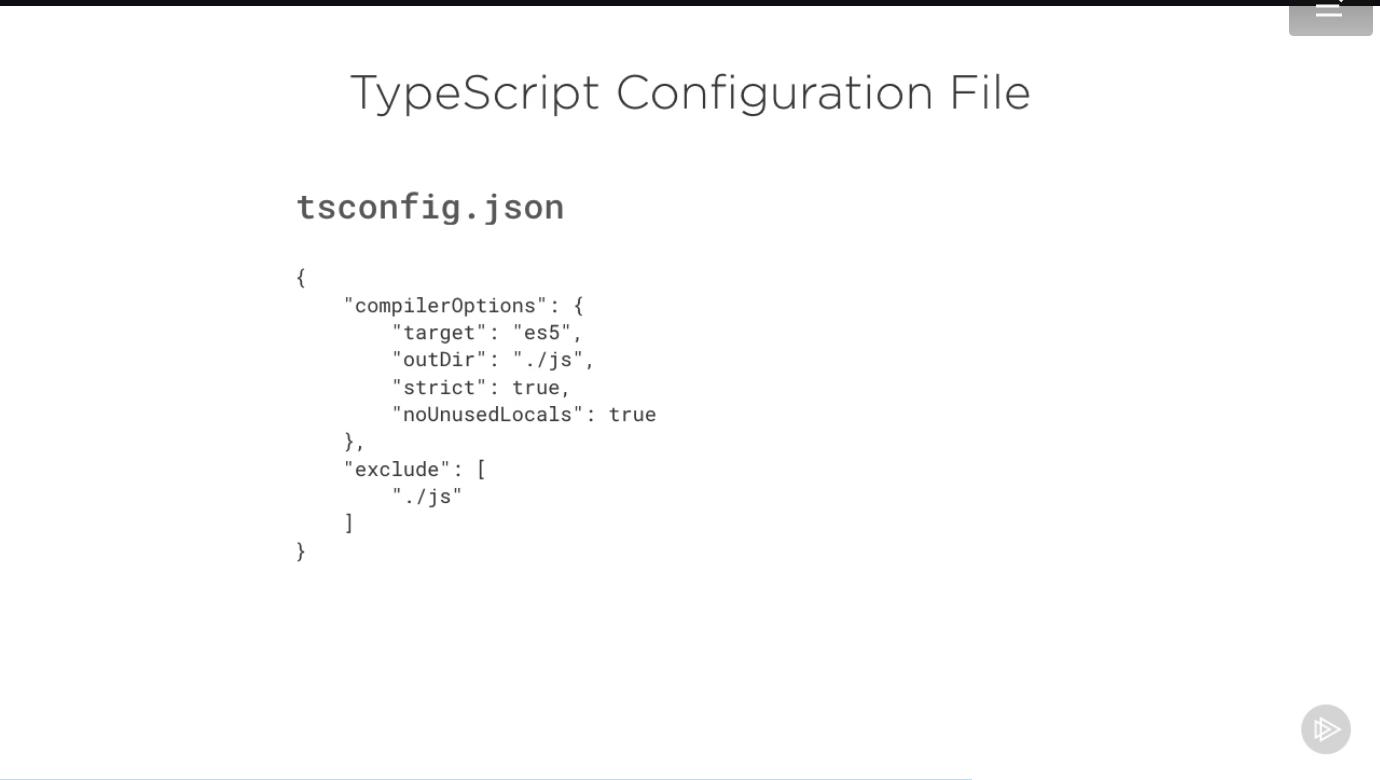 TypeScript Configuration File
tsconfig.json
{
    "compilerOptions": {
        "target": "es5",
        "outDir": "./js",
        "strict": true,
        "noUnusedLocals": true
    },
    "exclude": [
        "./js"
    ]
}